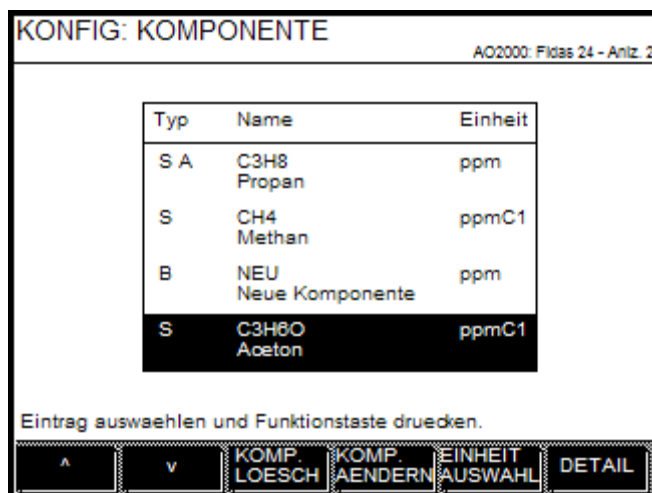 KONFIG: KOMPONENTE
AO2000: Fidas 24 - Anlz. 2
Typ Name Einheit
S A C3H8 ppm
Propan
S CH4 ppmC1
Methan
B NEU ppm
Neue Komponente
S C3H6O ppmC1
Aceton
Eintrag auswaehlen und Funktionstaste druecken.
^ v KOMP. KOMP. EINHEIT DETAIL
LOESCH AENDERN AUSWAHL